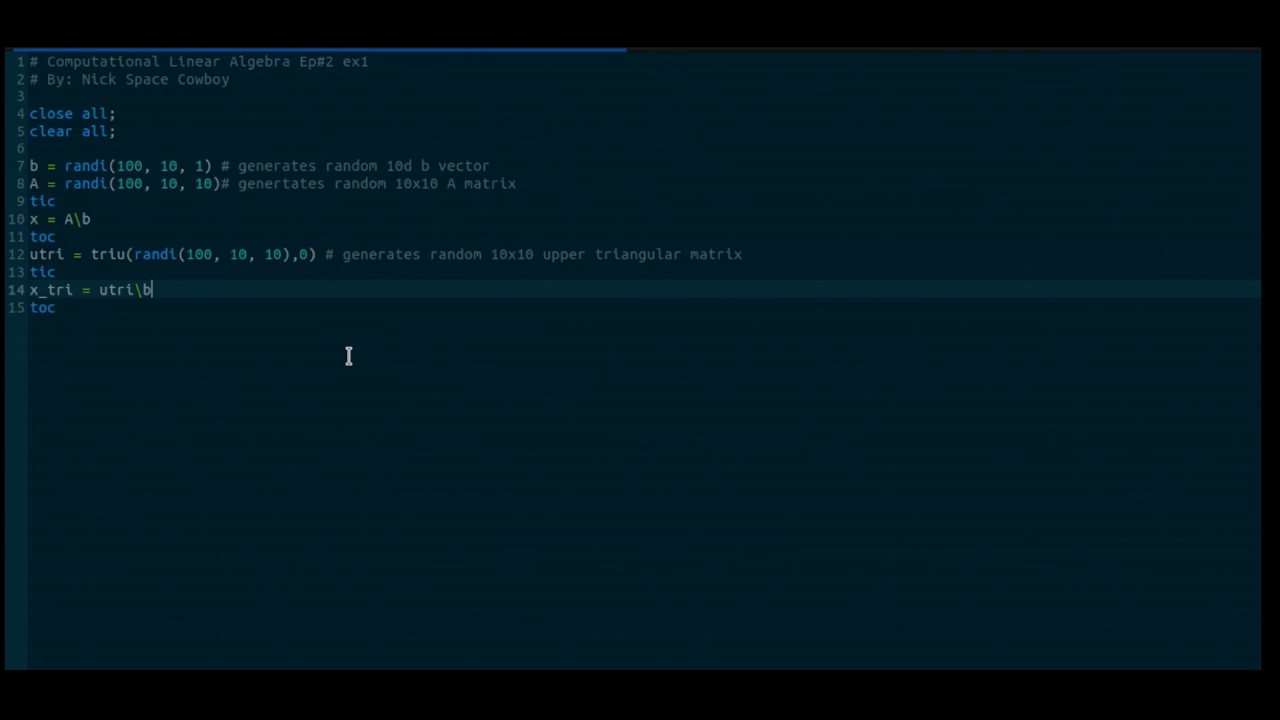 1 # Computational Linear Algebra Ep#2 ex1
2 # By: Nick Space Cowboy
3
4 close all;
5 clear all;
6
7 b = randi(100, 10, 1) # generates random 10d b vector
8 A = randi(100, 10, 10)# genertates random 10x10 A matrix
9 tic
10 x = A\b
11 toc
12 utri = triu(randi(100, 10, 10),0) # generates random 10x10 upper triangular matrix
13 tic
14 x_tri = utri\b
15 toc